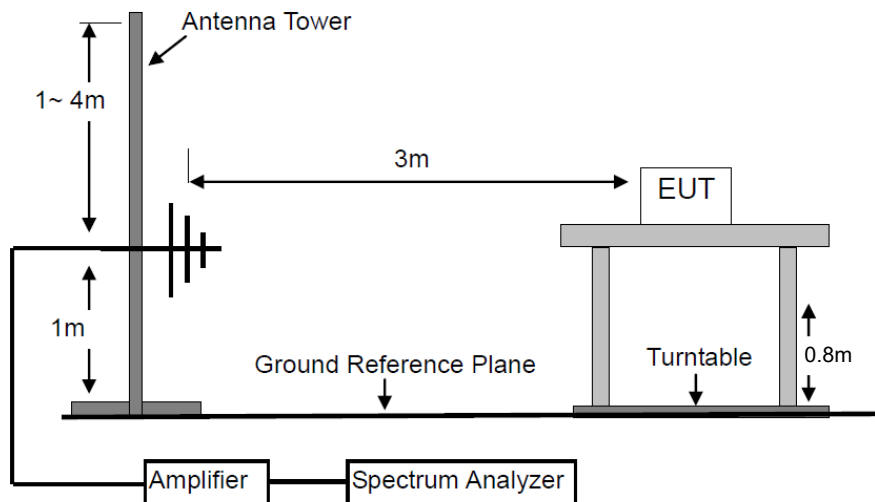 Antenna Tower
1~ 4m
3m
EUT
1m
Ground Reference Plane
Turntable
0.8m
Amplifier
Spectrum Analyzer